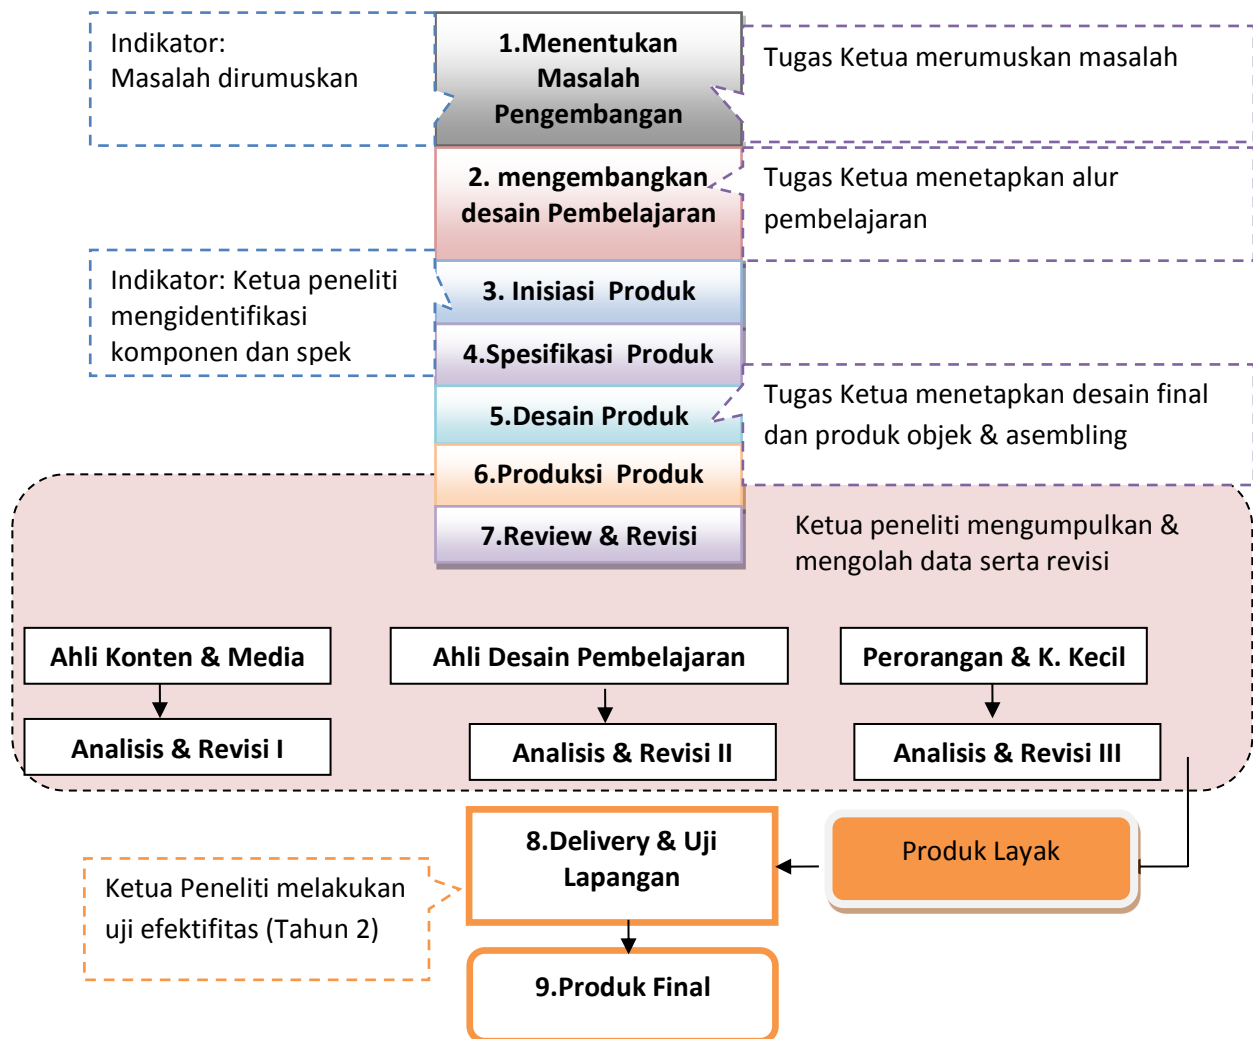 Indikator:
Masalah dirumuskan
1.Menentukan
Masalah
Pengembangan
Tugas Ketua merumuskan masalah
2. mengembangkan
desain Pembelajaran
Tugas Ketua menetapkan alur
pembelajaran
Indikator: Ketua peneliti
mengidentifikasi
komponen dan spek
3. Inisiasi Produk
4.Spesifikasi Produk
5.Desain Produk
Tugas Ketua menetapkan desain final
dan produk objek & asembling
6.Produksi Produk
7.Review & Revisi
Ketua peneliti mengumpulkan &
mengolah data serta revisi
Ahli Konten & Media
Ahli Desain Pembelajaran
Perorangan & K. Kecil
Analisis & Revisi I
Analisis & Revisi II
Analisis & Revisi III
8.Delivery & Uji
Lapangan
Produk Layak
Ketua Peneliti melakukan
uji efektifitas (Tahun 2)
9.Produk Final